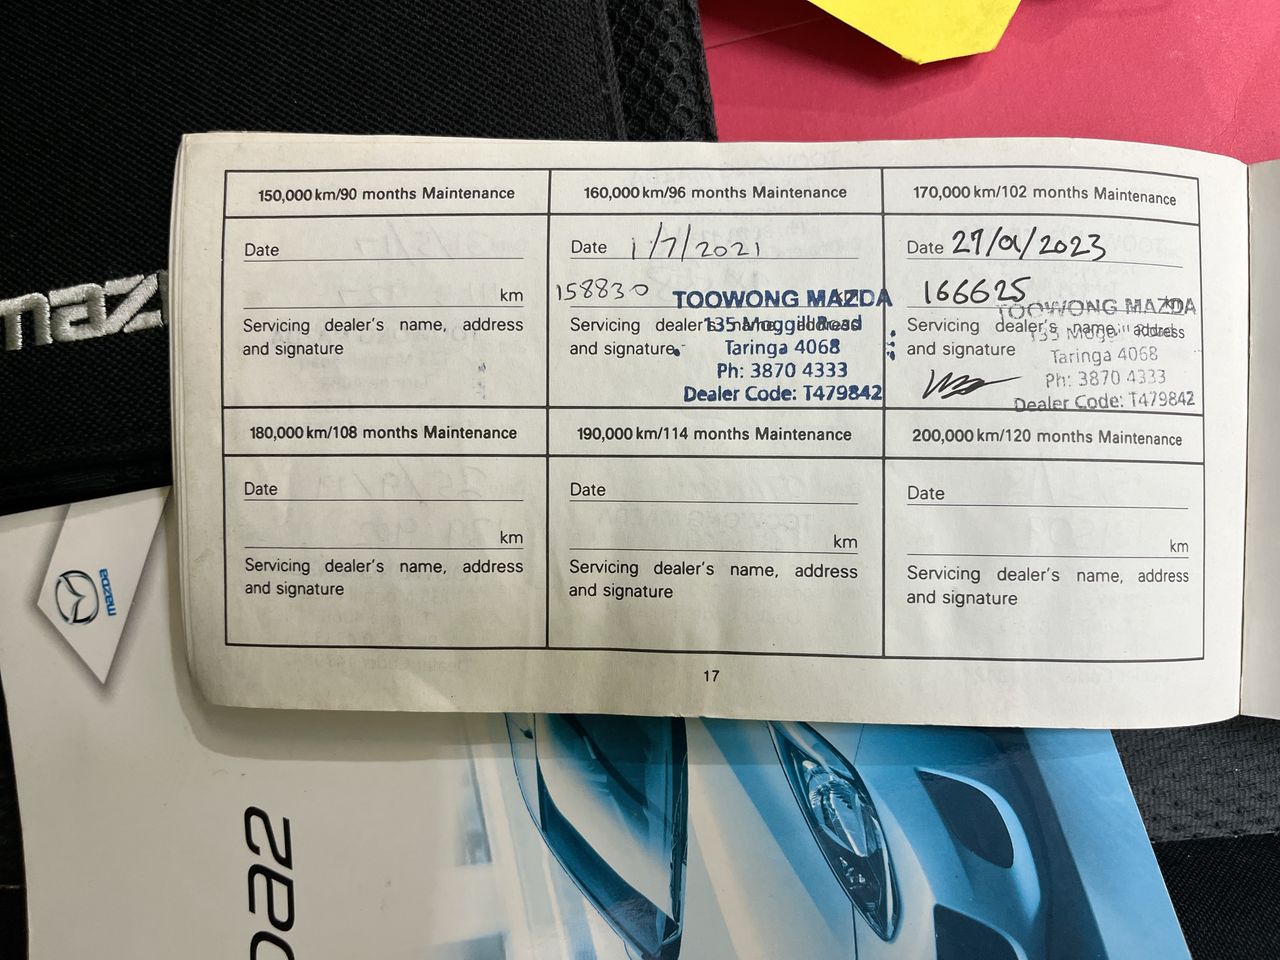 150,000 km/90 months Maintenance
Date
km
Servicing dealer's name, address
and signature
160,000 km/96 months Maintenance
Date 1/7/2021
158830
Servicing dealer's name, address
and signature
TOOWONG MAZDA
135 Moggill Road
Taringa 4068
Ph: 3870 4333
Dealer Code: T479842
170,000 km/102 months Maintenance
Date 27/01/2023
166625
Servicing dealer's name, address
and signature
TOOWONG MAZDA
135 Moggill
Taringa 4068
Ph: 3870 4333
Dealer Code: T479842
180,000 km/108 months Maintenance
Date
km
Servicing dealer's name, address
and signature
190,000 km/114 months Maintenance
Date
km
Servicing dealer's name, address
and signature
200,000 km/120 months Maintenance
Date
km
Servicing dealer's name, address
and signature
17
maz
mazda
da2